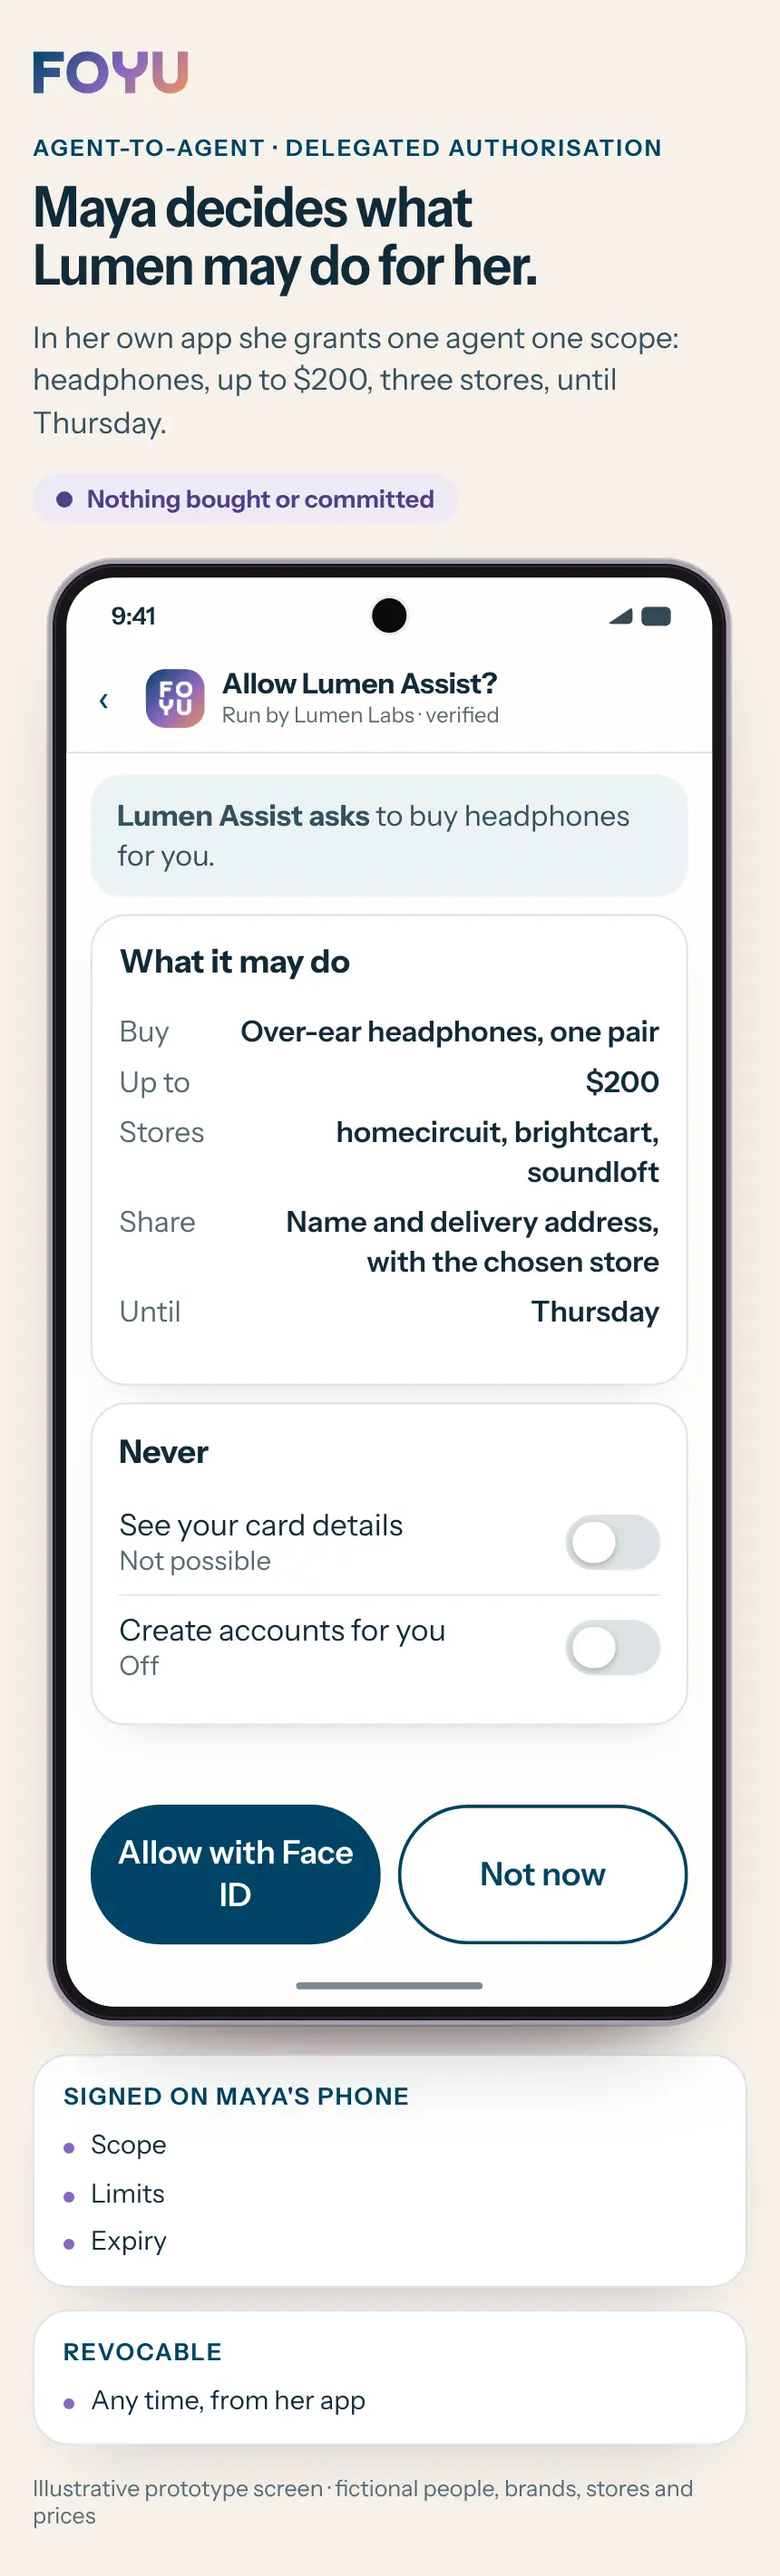 FOYU
AGENT-TO-AGENT · DELEGATED AUTHORISATION
Maya decides what
Lumen may do for her.
In her own app she grants one agent one scope:
headphones, up to $200, three stores, until
Thursday.
Nothing bought or committed
9:41
‹
FO
YU
Allow Lumen Assist?
Run by Lumen Labs · verified
Lumen Assist asks to buy headphones
for you.
What it may do
Buy Over-ear headphones, one pair
Up to $200
Stores homecircuit, brightcart,
soundloft
Share Name and delivery address,
with the chosen store
Until Thursday
Never
See your card details
Not possible
Create accounts for you
Off
Allow with Face
ID
Not now
SIGNED ON MAYA'S PHONE
Scope
Limits
Expiry
REVOCABLE
Any time, from her app
Illustrative prototype screen · fictional people, brands, stores and
prices